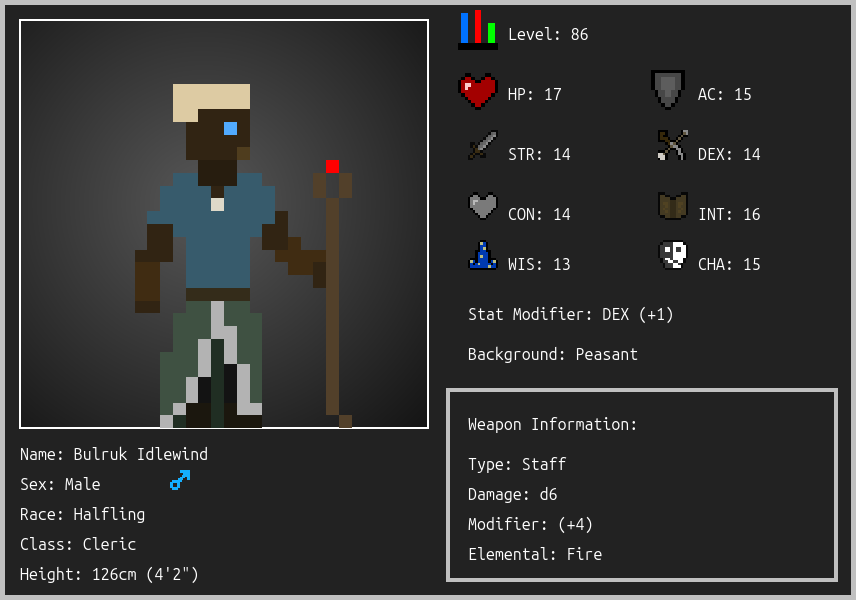 Level: 86
HP: 17
AC: 15
STR: 14
DEX: 14
CON: 14
INT: 16
WIS: 13
CHA: 15
Stat Modifier: DEX (+1)
Background: Peasant
Weapon Information:
Type: Staff
Damage: d6
Modifier: (+4)
Elemental: Fire
Name: Bulruk Idlewind
Sex: Male
Race: Halfling
Class: Cleric
Height: 126cm (4'2")